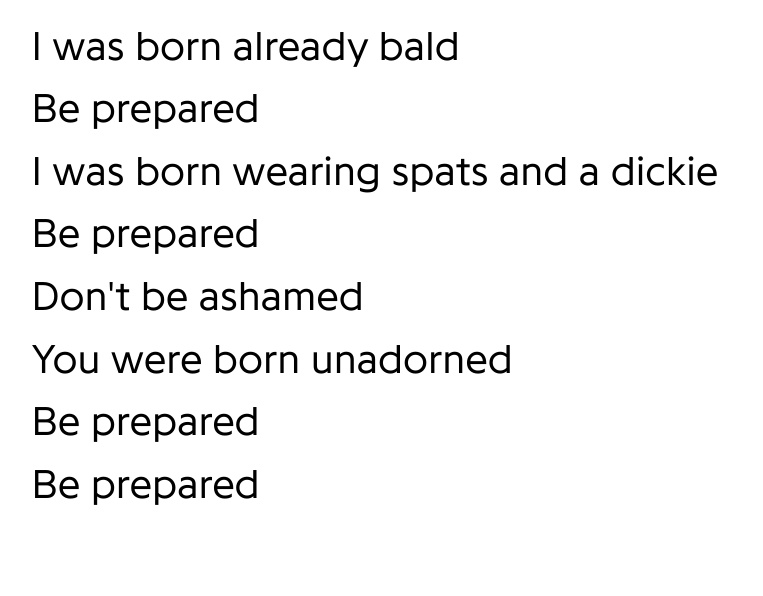 I was born already bald
Be prepared
I was born wearing spats and a dickie
Be prepared
Don't be ashamed
You were born unadorned
Be prepared
Be prepared